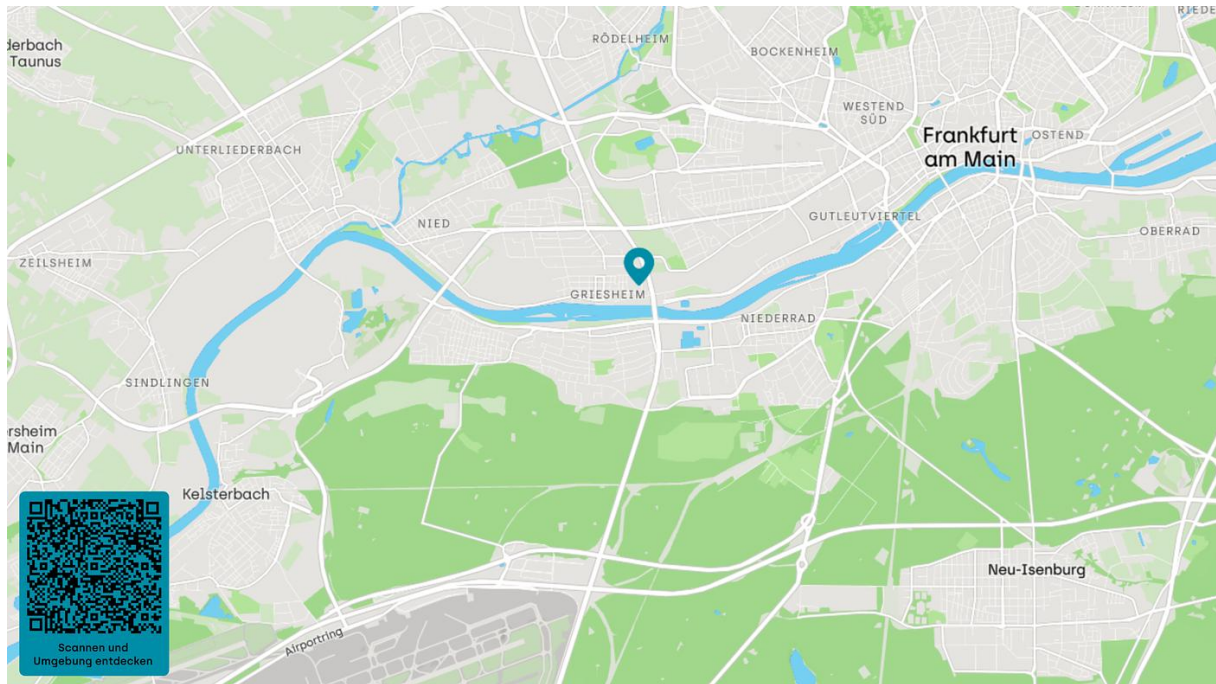 RÖDELHEIM
BOCKENHEIM
Taunus
WESTEND
SÜD
Frankfurt
am Main
OSTEND
UNTERLIEDERBACH
NIED
GUTLEUTVIERTEL
OBERRAD
ZEILSHEIM
GRIESHEIM
NIEDERRAD
SINDLINGEN
Main
Kelsterbach
Neu-Isenburg
Airportring
Scannen und
Umgebung entdecken